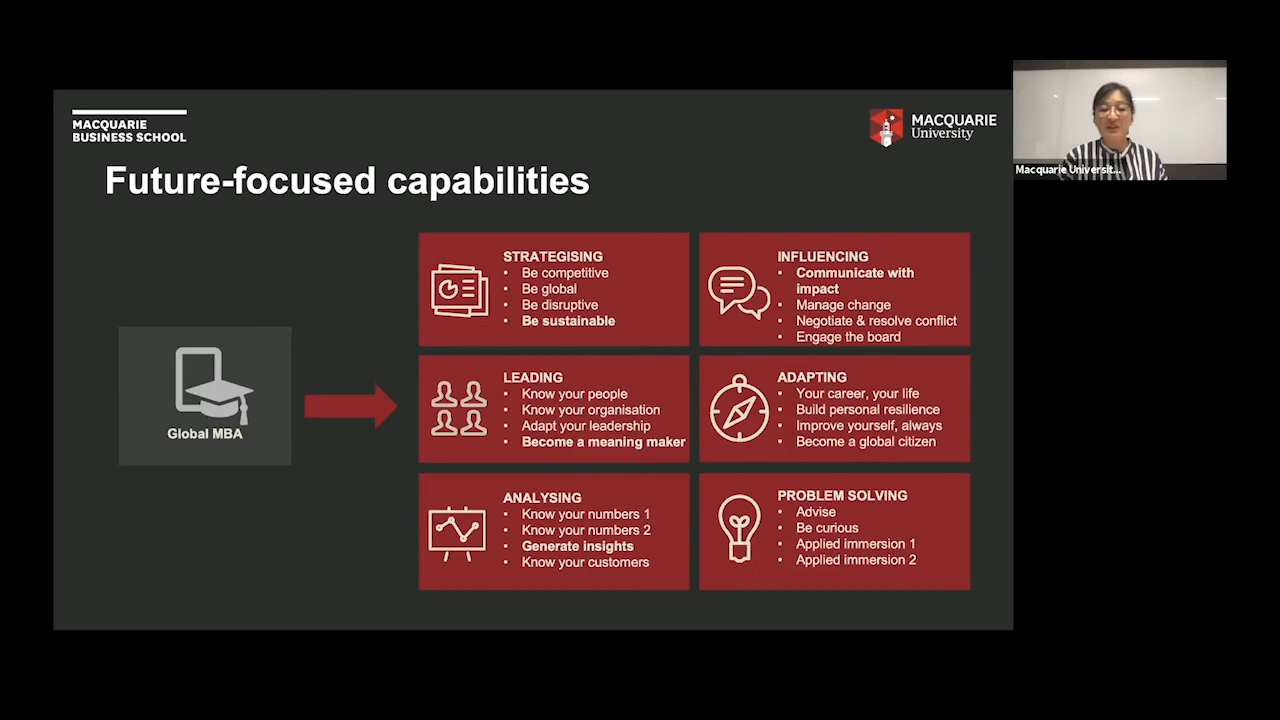 MACQUARIE
BUSINESS SCHOOL
MACQUARIE
University
Future-focused capabilities
Global MBA
STRATEGISING
• Be competitive
• Be global
• Be disruptive
• Be sustainable
INFLUENCING
• Communicate with
impact
• Manage change
• Negotiate & resolve conflict
• Engage the board
LEADING
• Know your people
• Know your organisation
• Adapt your leadership
• Become a meaning maker
ADAPTING
• Your career, your life
• Build personal resilience
• Improve yourself, always
• Become a global citizen
ANALYSING
• Know your numbers 1
• Know your numbers 2
• Generate insights
• Know your customers
PROBLEM SOLVING
• Advise
• Be curious
• Applied immersion 1
• Applied immersion 2
Macquarie Universit...